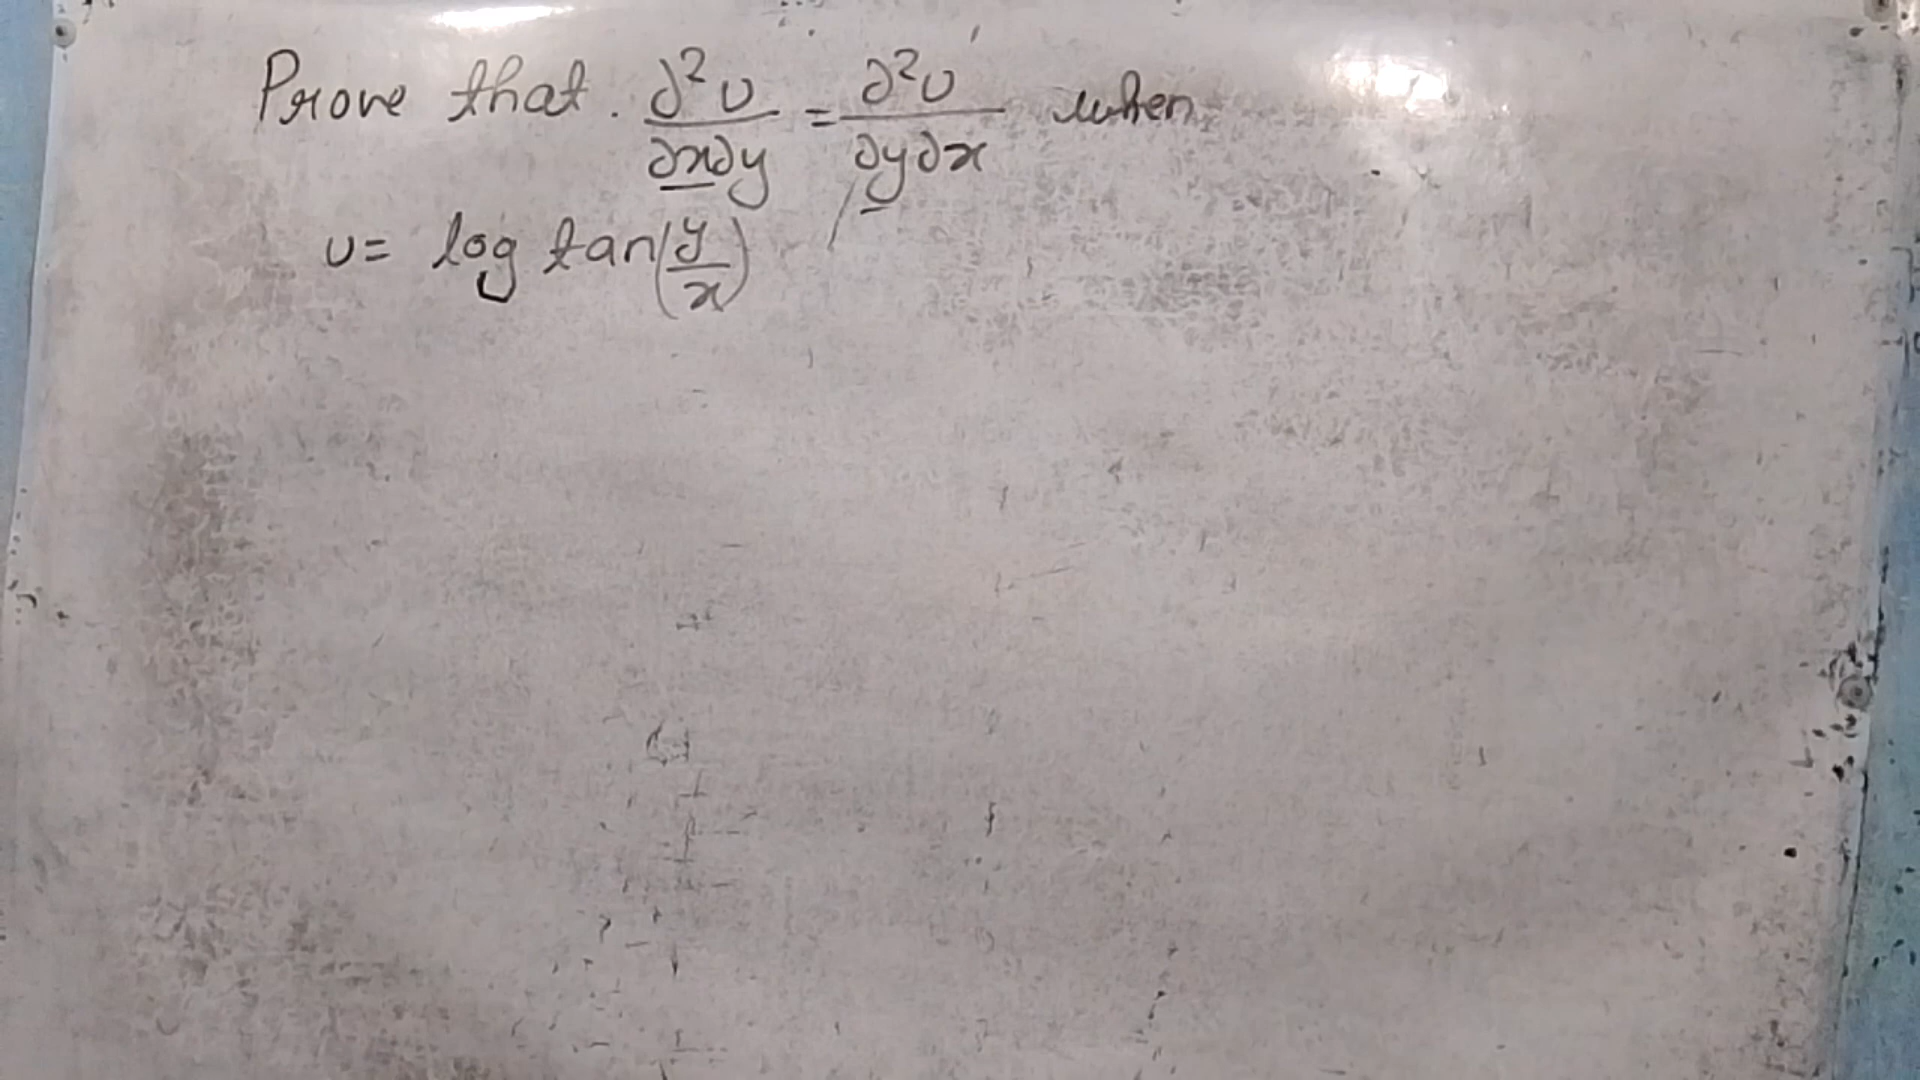 Prove that. ∂²u/∂x∂y = ∂²u/∂y∂x when
u = log tan(y/x)